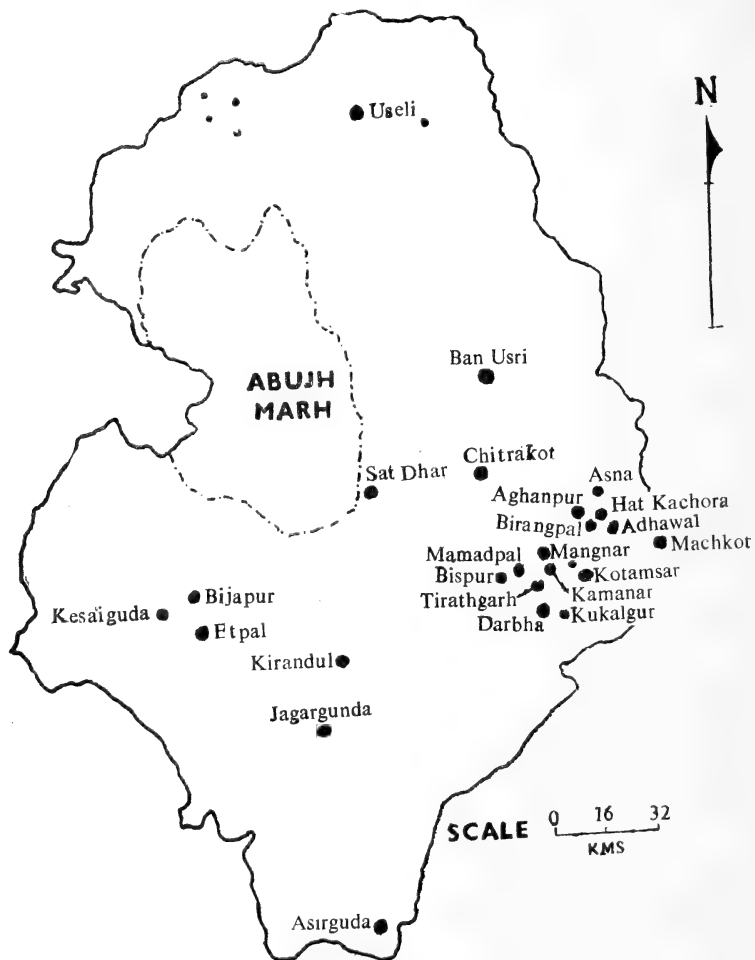 N
Useli
Ban Usri
ABUJH
MARH
Chitrakot
Sat Dhar
Asna
Aghanpur
Hat Kachora
Birangpal
Adhawal
Machkot
Mamadpal
Mangnar
Bispur
Kotamsar
Tirathgarh
Kamanar
Darbha
Kukalgur
Bijapur
Kesaiguda
Etpal
Kirandul
Jagargunda
SCALE
0 16 32
KMS
Asirguda